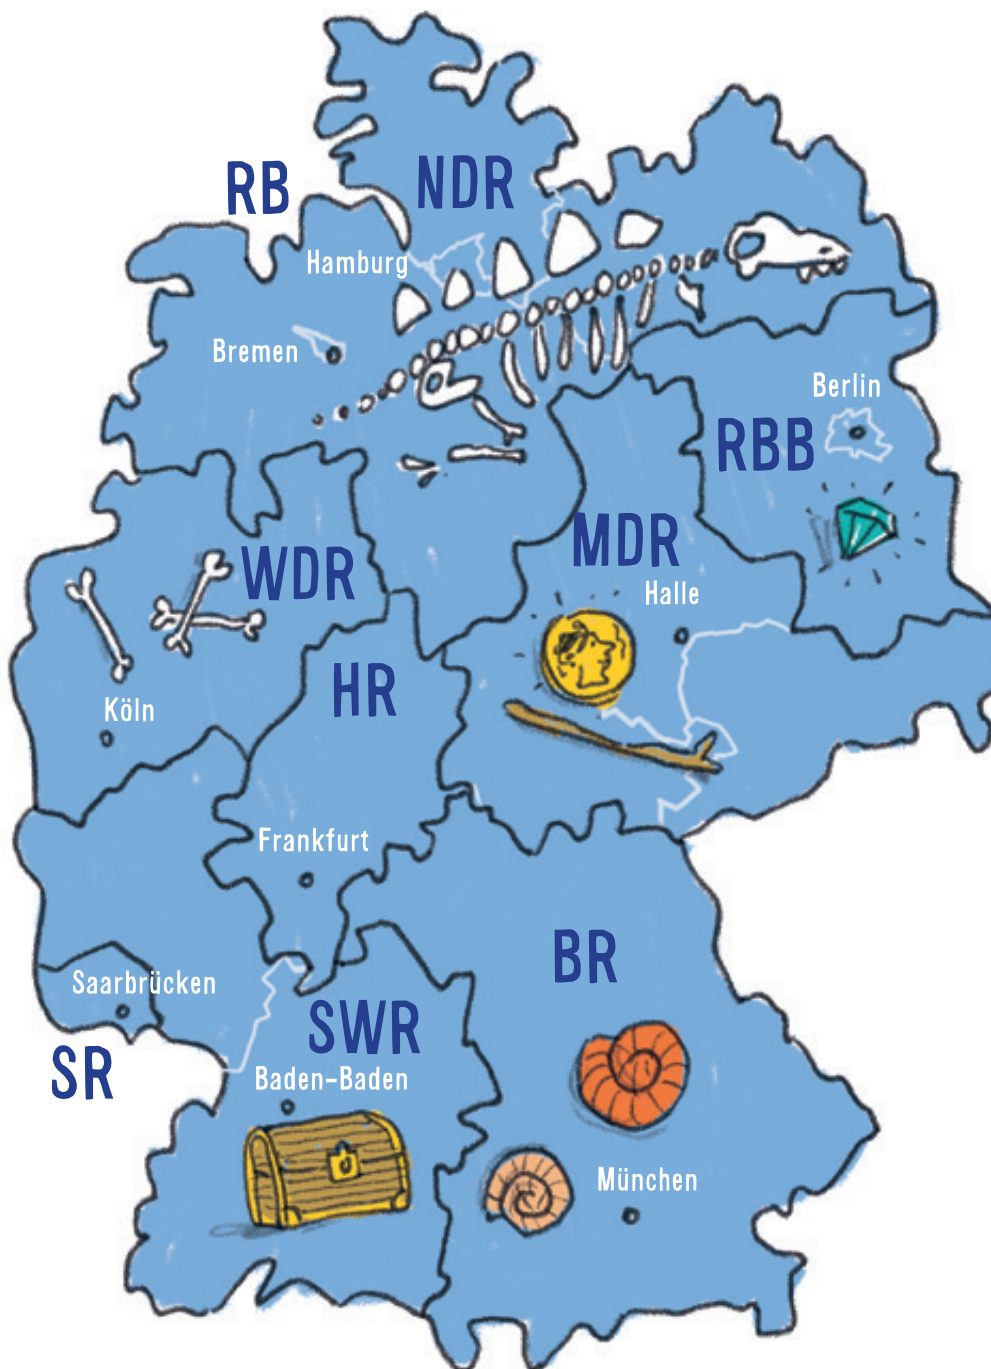 RB
NDR
Hamburg
Bremen
Berlin
RBB
MDR
WDR
Halle
HR
Köln
Frankfurt
BR
Saarbrücken
SWR
SR
Baden-Baden
München